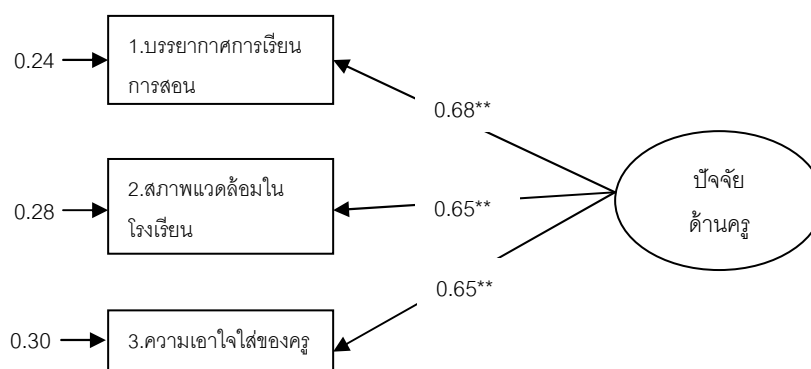 0.24
1.บรรยากาศการเรียน
การสอน
0.68**
ปัจจัย
ด้านครู
0.28
2.สภาพแวดล้อมใน
โรงเรียน
0.65**
0.65**
0.30
3.ความเอาใจใส่ของครู